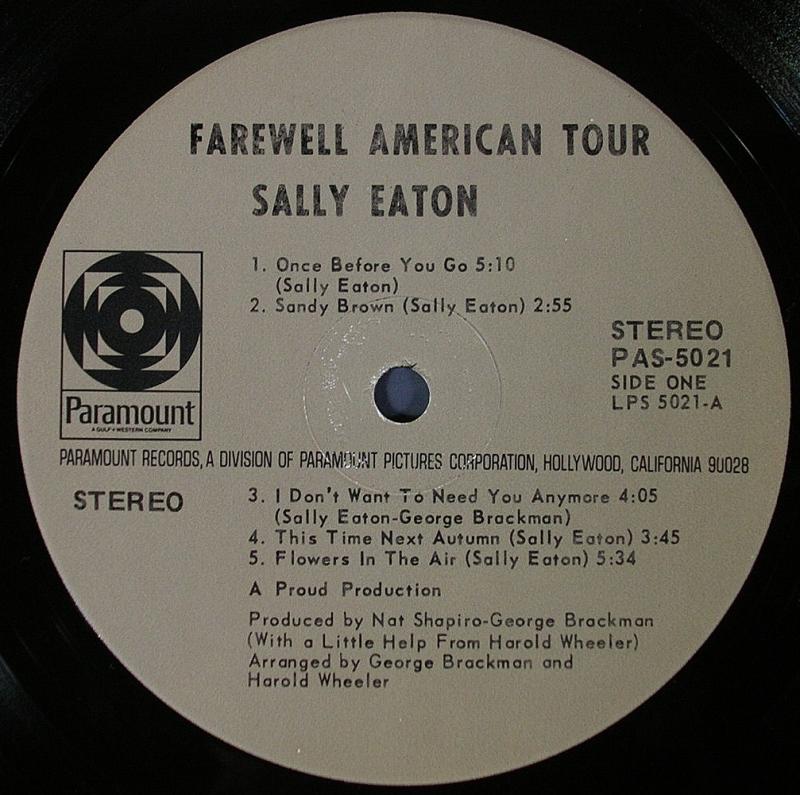 FAREWELL AMERICAN TOUR
SALLY EATON
1. Once Before You Go 5:10
(Sally Eaton)
2. Sandy Brown (Sally Eaton) 2:55
STEREO
PAS-5021
SIDE ONE
LPS 5021-A
Paramount
A GULF+WESTERN COMPANY
PARAMOUNT RECORDS, A DIVISION OF PARAMOUNT PICTURES CORPORATION, HOLLYWOOD, CALIFORNIA 90028
STEREO
3. I Don't Want To Need You Anymore 4:05
(Sally Eaton-George Brackman)
4. This Time Next Autumn (Sally Eaton) 3:45
5. Flowers In The Air (Sally Eaton) 5:34
A Proud Production
Produced by Nat Shapiro-George Brackman
(With a Little Help From Harold Wheeler)
Arranged by George Brackman and
Harold Wheeler